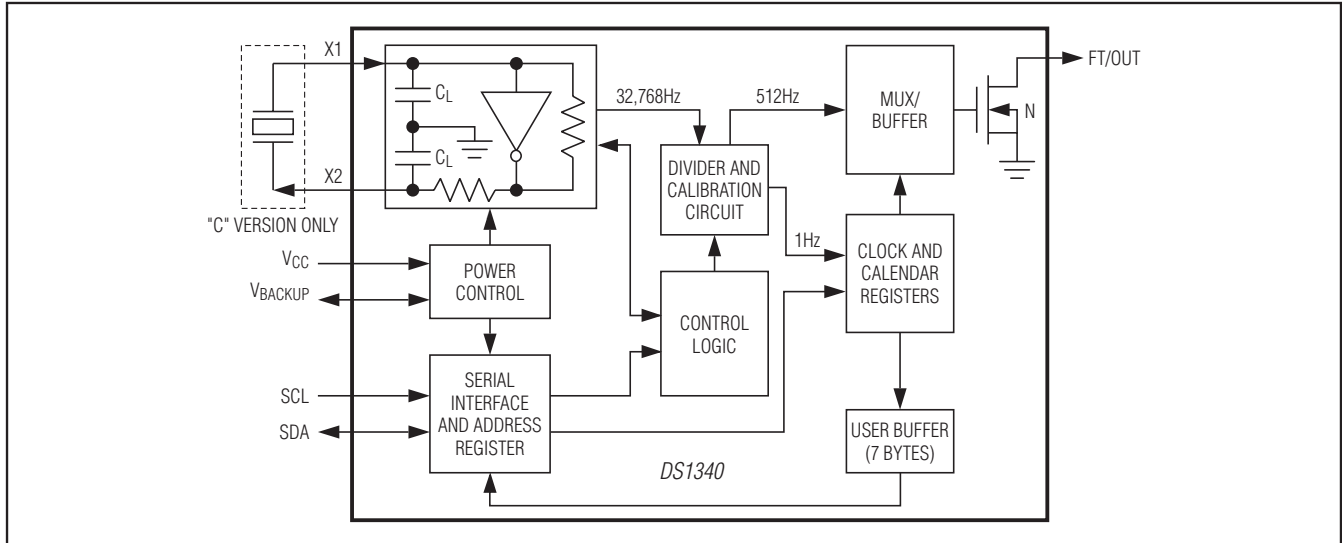 X1
C_L
C_L
X2
"C" VERSION ONLY
32,768Hz
512Hz
DIVIDER AND
CALIBRATION
CIRCUIT
1Hz
MUX/
BUFFER
N
FT/OUT
V_CC
V_BACKUP
POWER
CONTROL
CONTROL
LOGIC
CLOCK AND
CALENDAR
REGISTERS
SCL
SDA
SERIAL
INTERFACE
AND ADDRESS
REGISTER
USER BUFFER
(7 BYTES)
DS1340